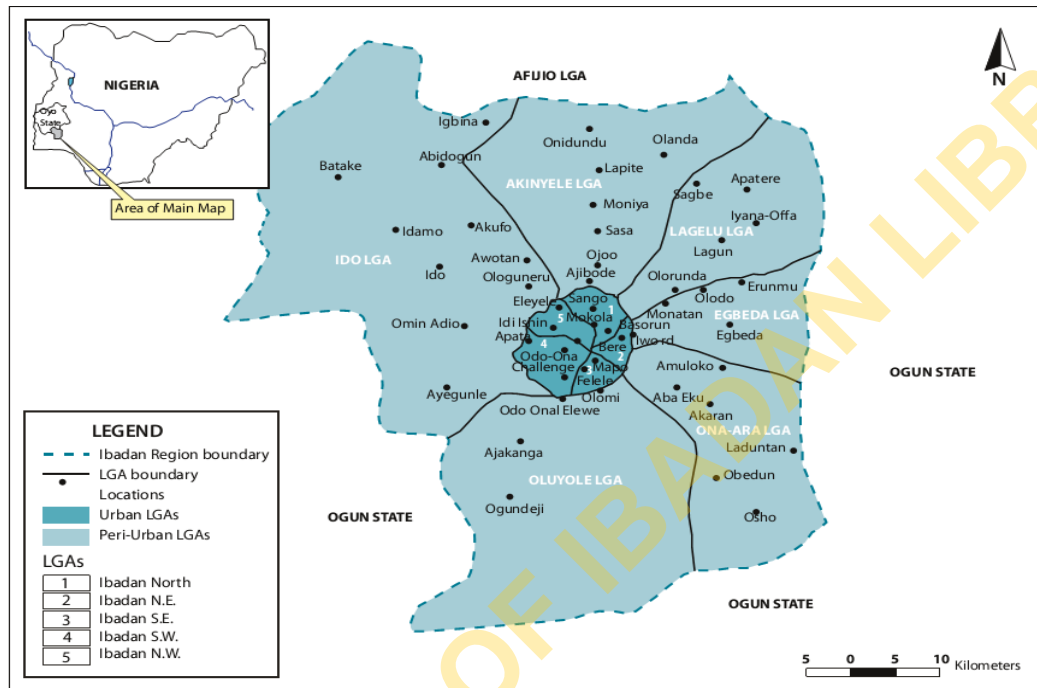 NIGERIA
Oyo
State
Area of Main Map
AFIJIO LGA
N
Igbina
Onidundu
Olanda
Abidogun
Batake
Lapite
AKINYELE LGA
Sagbe
Apatere
Moniya
Iyana-Offa
Akufo
Idamo
Sasa
LAGELU LGA
Lagun
IDO LGA
Awotan
Ojoo
Ido
Ologuneru
Ajibode
Olorunda
Erunmu
Eleyele
Sango
1
Olodo
Monatan
5
Mokola
EGBEDA LGA
Omin Adio
Idi Ishin
Basorun
Apata
4
Bere
Iwo rd
Egbeda
Odo-Ona
2
Challenge
3
Mapo
Amuloko
OGUN STATE
Felele
Ayegunle
Olomi
Aba Eku
Odo Onal Elewe
Akaran
ONA-ARA LGA
Ajakanga
Laduntan
OLUYOLE LGA
Obedun
Ogundeji
OGUN STATE
Osho
OGUN STATE
LEGEND
Ibadan Region boundary
LGA boundary
Locations
Urban LGAs
Peri-Urban LGAs
LGAs
1 Ibadan North
2 Ibadan N.E.
3 Ibadan S.E.
4 Ibadan S.W.
5 Ibadan N.W.
5 0 5 10 Kilometers
OF IBADAN LIBR